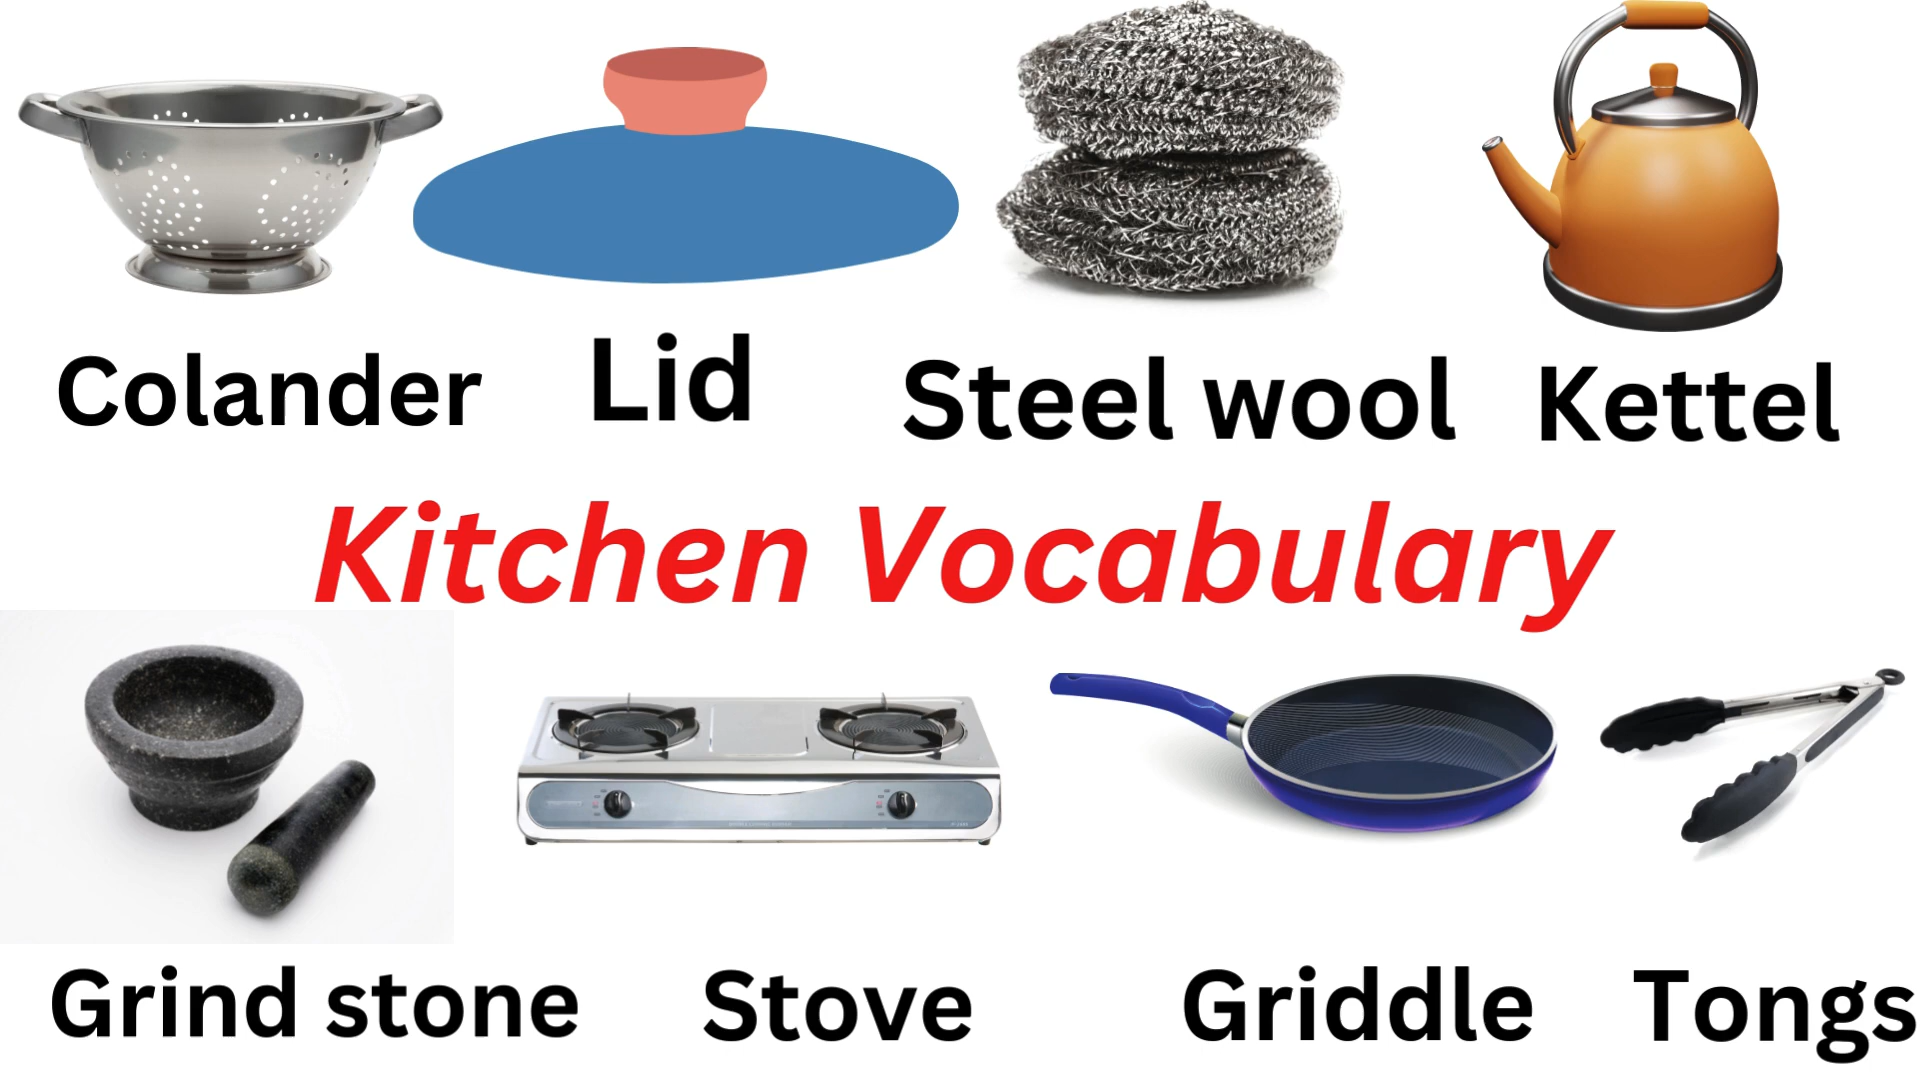 Colander
Lid
Steel wool
Kettel
Kitchen Vocabulary
Grind stone
Stove
Griddle
Tongs